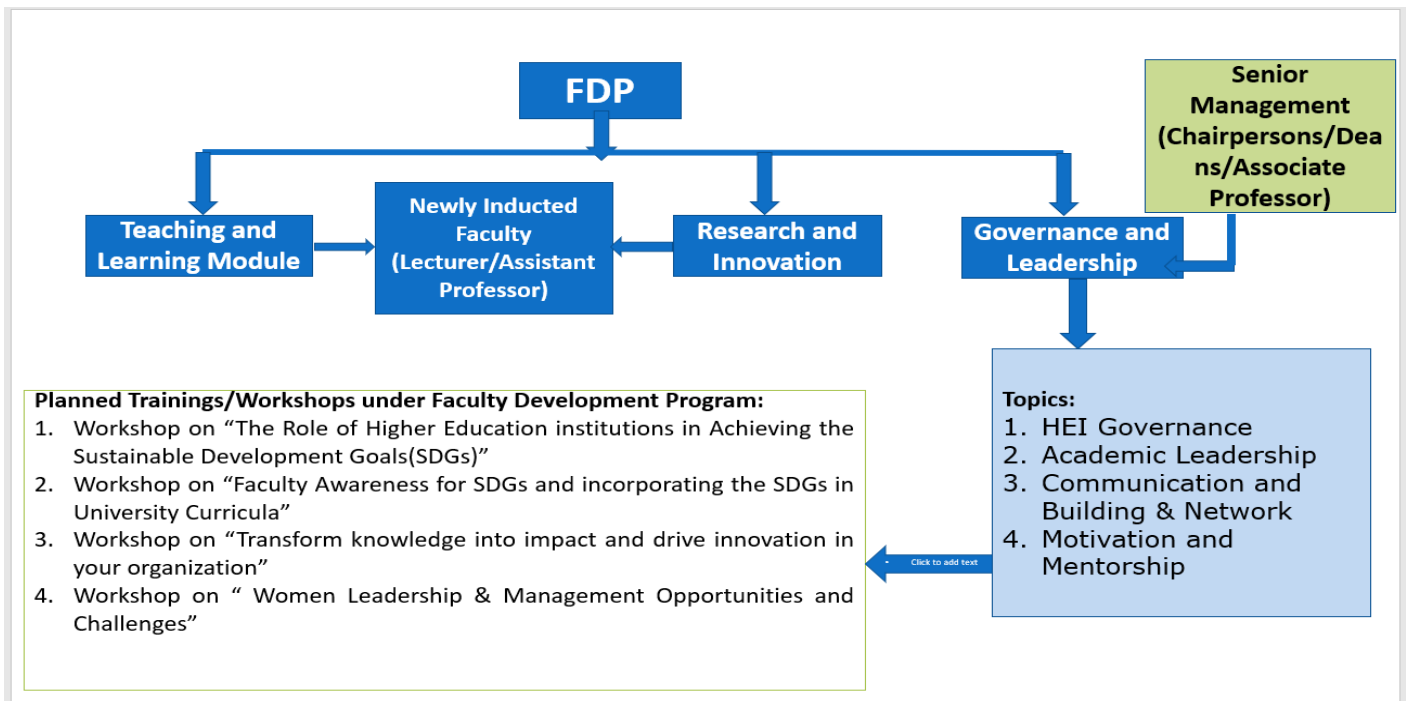 FDP
Senior
Management
(Chairpersons/Dea
ns/Associate
Professor)
Teaching and
Learning Module
Newly Inducted
Faculty
(Lecturer/Assistant
Professor)
Research and
Innovation
Governance and
Leadership
Planned Trainings/Workshops under Faculty Development Program:
1. Workshop on “The Role of Higher Education institutions in Achieving the
Sustainable Development Goals(SDGs)”
2. Workshop on “Faculty Awareness for SDGs and incorporating the SDGs in
University Curricula”
3. Workshop on “Transform knowledge into impact and drive innovation in
your organization”
4. Workshop on “ Women Leadership & Management Opportunities and
Challenges”
- Click to add text
Topics:
1. HEI Governance
2. Academic Leadership
3. Communication and
Building & Network
4. Motivation and
Mentorship